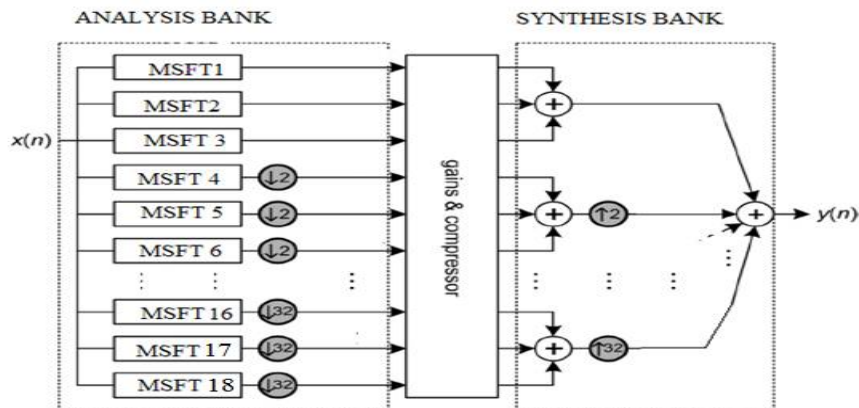 ANALYSIS BANK
SYNTHESIS BANK
x(n)
MSFT1
MSFT2
MSFT 3
MSFT 4
↓2
MSFT 5
↓2
MSFT 6
↓2
MSFT 16
↓32
MSFT 17
↓32
MSFT 18
↓32
gains & compressor
+
+
↑2
+
↑32
+
y(n)